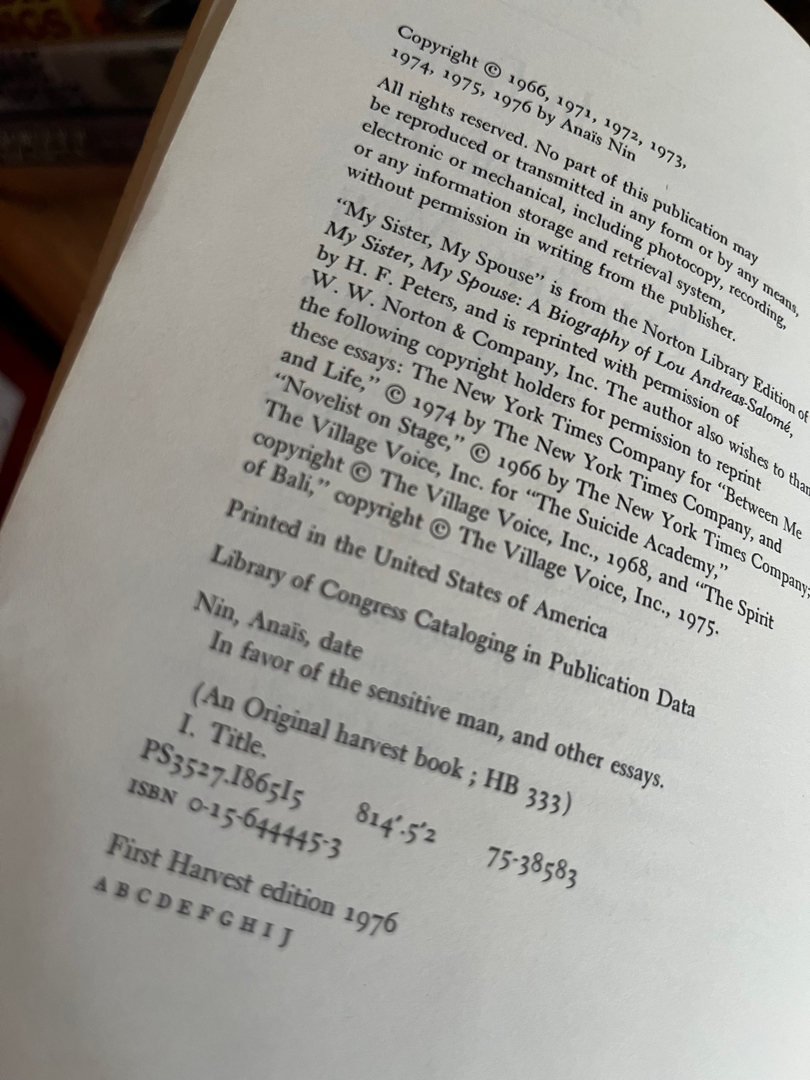 Copyright © 1966, 1971, 1972, 1973,
1974, 1975, 1976 by Anaïs Nin
All rights reserved. No part of this publication may
be reproduced or transmitted in any form or by any means,
electronic or mechanical, including photocopy, recording,
or any information storage and retrieval system,
without permission in writing from the publisher.
“My Sister, My Spouse” is from the Norton Library Edition of
My Sister, My Spouse: A Biography of Lou Andreas-Salomé,
by H. F. Peters, and is reprinted with permission of
W. W. Norton & Company, Inc. The author also wishes to than
the following copyright holders for permission to reprint
these essays: The New York Times Company for “Between Me
and Life,” © 1974 by The New York Times Company, and
“Novelist on Stage,” © 1966 by The New York Times Company;
The Village Voice, Inc. for “The Suicide Academy,”
copyright © The Village Voice, Inc., 1968, and “The Spirit
of Bali,” copyright © The Village Voice, Inc., 1975.
Printed in the United States of America
Library of Congress Cataloging in Publication Data
Nin, Anaïs, date
In favor of the sensitive man, and other essays.
(An Original harvest book ; HB 333)
I. Title.
PS3527.I865I5 814′.5′2 75-38583
ISBN 0-15-644445-3
First Harvest edition 1976
A B C D E F G H I J